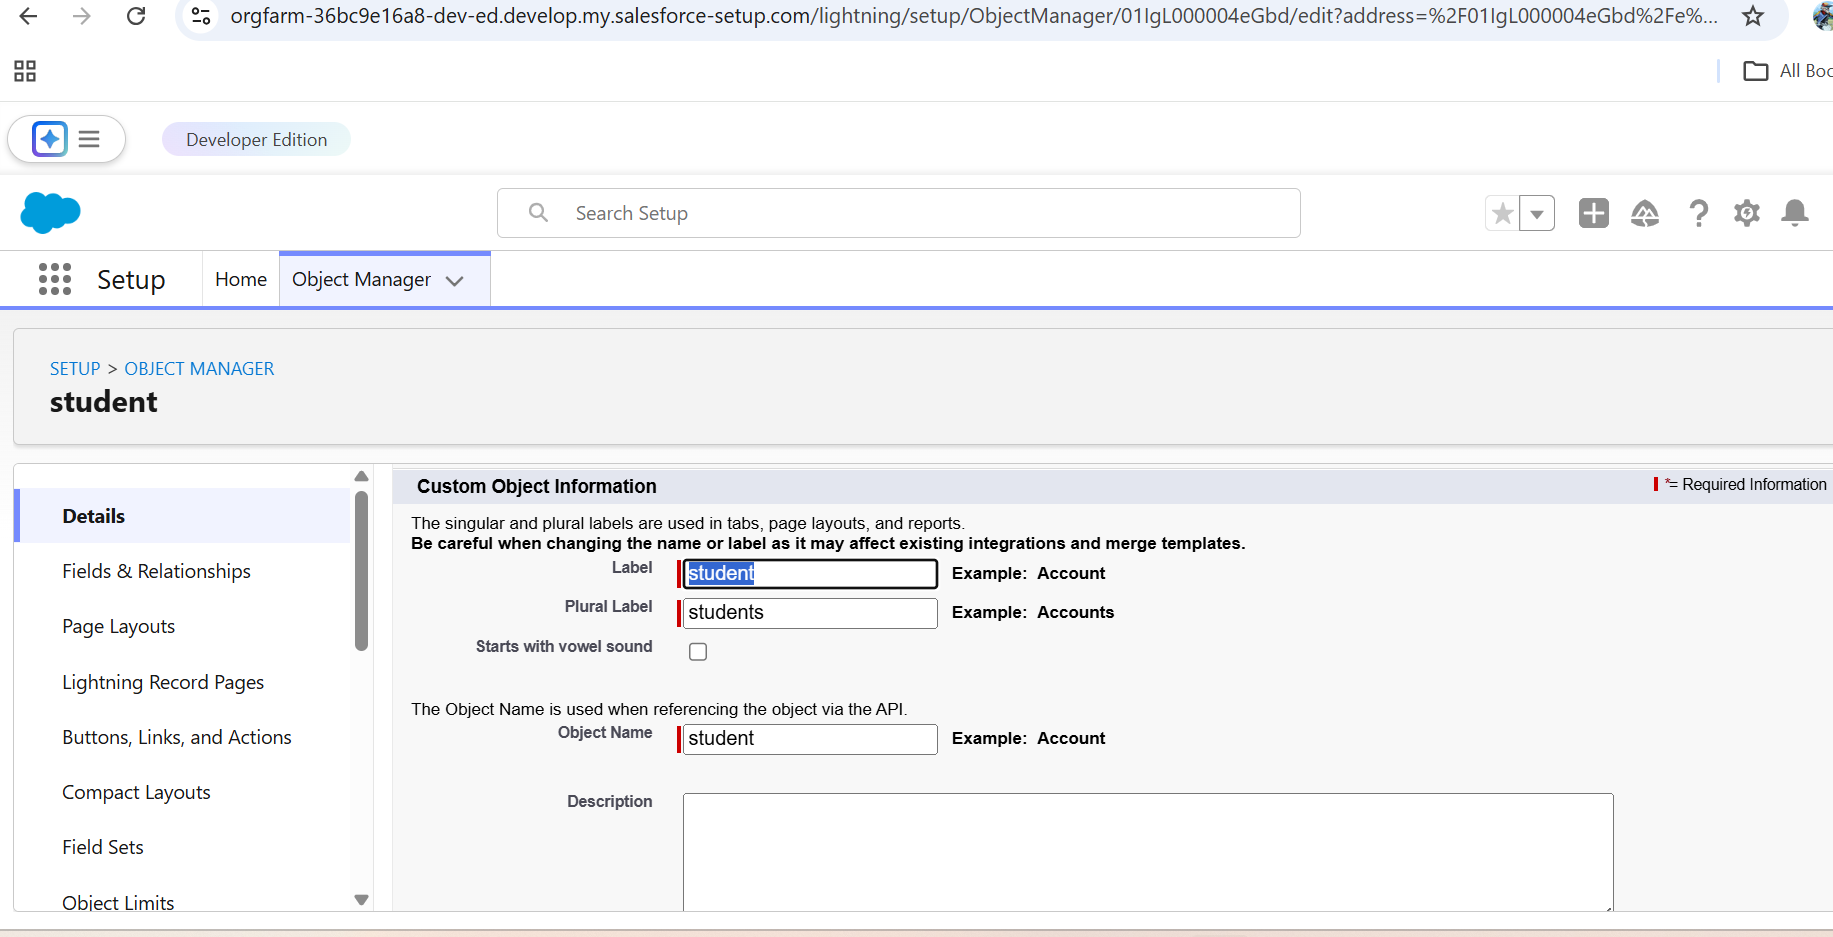 orgfarm-36bc9e16a8-dev-ed.develop.my.salesforce-setup.com/lightning/setup/ObjectManager/01IgL000004eGbd/edit?address=%2F01IgL000004eGbd%2Fe%...
All Boo
Developer Edition
Search Setup
Setup
Home
Object Manager
SETUP > OBJECT MANAGER
student
Details
Fields & Relationships
Page Layouts
Lightning Record Pages
Buttons, Links, and Actions
Compact Layouts
Field Sets
Object Limits
Custom Object Information
*= Required Information
The singular and plural labels are used in tabs, page layouts, and reports.
Be careful when changing the name or label as it may affect existing integrations and merge templates.
Label student Example: Account
Plural Label students Example: Accounts
Starts with vowel sound
The Object Name is used when referencing the object via the API.
Object Name student Example: Account
Description